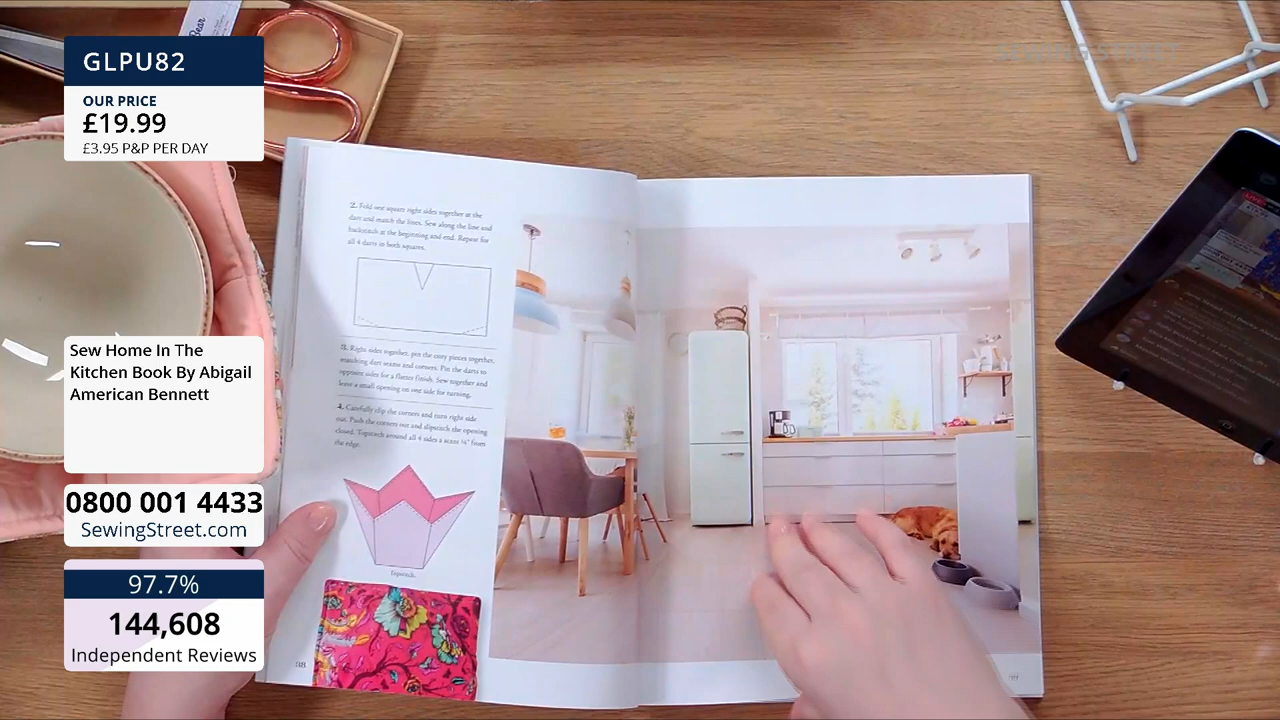 GLPU82
OUR PRICE
£19.99
£3.95 P&P PER DAY
Bear
SEWING STREET
Sew Home In The
Kitchen Book By Abigail
American Bennett
0800 001 4433
SewingStreet.com
97.7%
144,608
Independent Reviews
2. Fold one square right sides together at the
dart and match the lines. Sew along the line and
backstitch at the beginning and end. Repeat for
all 4 darts in both squares.
3. Right sides together, pin the cozy pieces together,
matching dart seams and corners. Pin the darts to
opposite sides for a flatter finish. Sew together and
leave a small opening on one side for turning.
4. Carefully clip the corners and turn right side
out. Push the corners out and slipstitch the opening
closed. Topstitch around all 4 sides a scant ¼" from
the edge.
Topstitch.